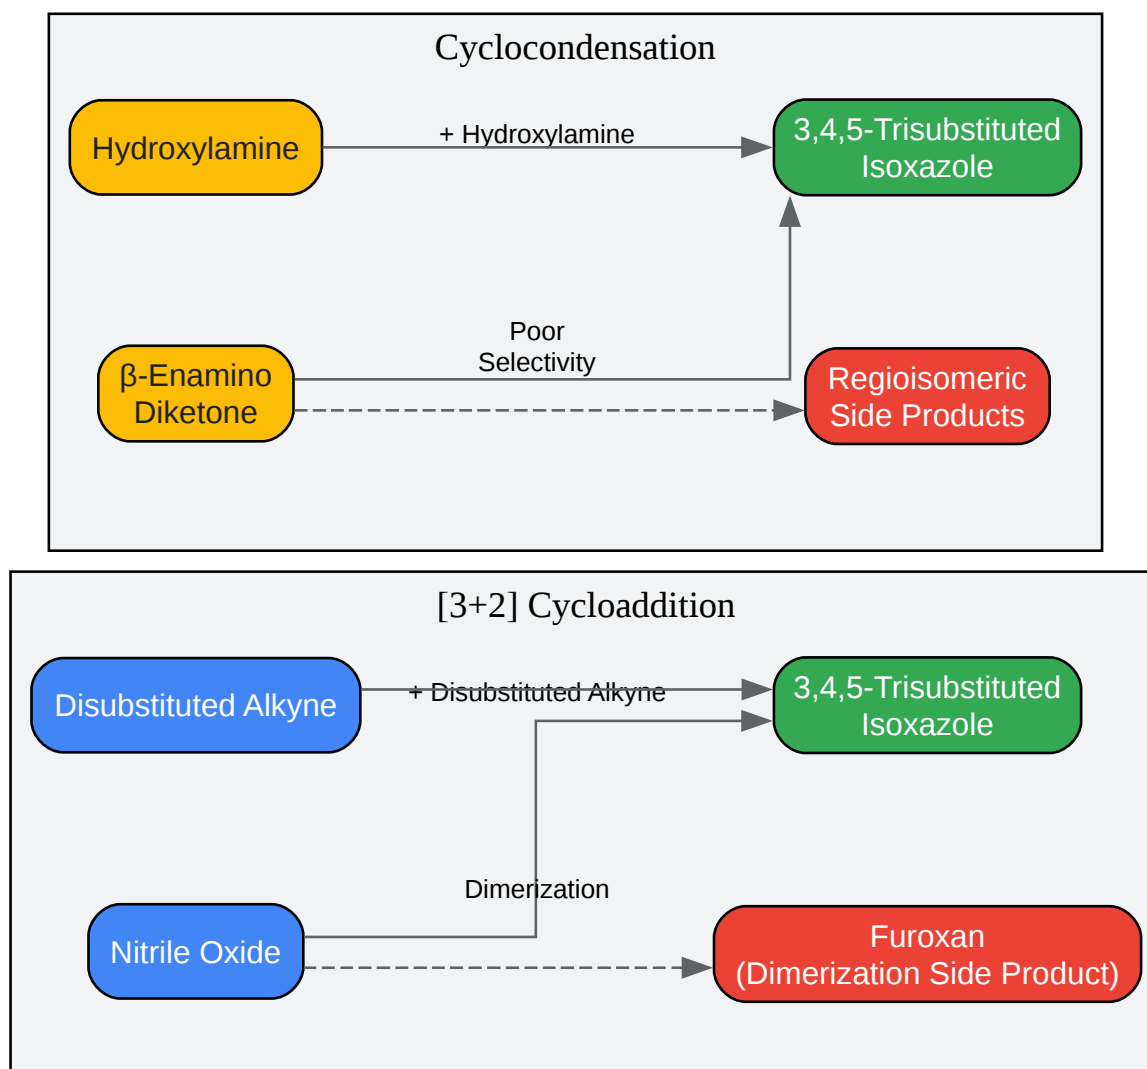 Cyclocondensation
Hydroxylamine
+ Hydroxylamine
3,4,5-Trisubstituted
Isoxazole
Poor
Selectivity
β-Enamino
Diketone
Regioisomeric
Side Products
[3+2] Cycloaddition
Disubstituted Alkyne
+ Disubstituted Alkyne
3,4,5-Trisubstituted
Isoxazole
Dimerization
Nitrile Oxide
Furoxan
(Dimerization Side Product)